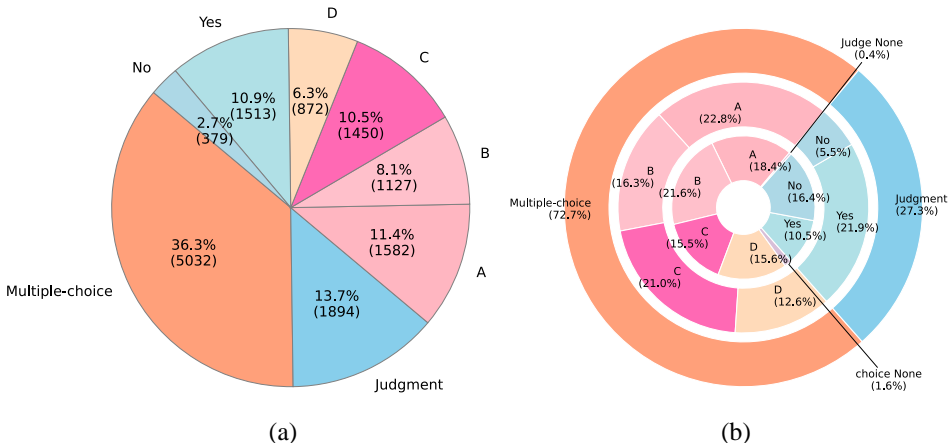 D
6.3%
(872)
Yes
10.9%
(1513)
C
10.5%
(1450)
No
2.7%
(379)
B
8.1%
(1127)
A
11.4%
(1582)
Multiple-choice
36.3%
(5032)
Judgment
13.7%
(1894)
(a)
Judge None
(0.4%)
A
(22.8%)
No
(5.5%)
B
(16.3%)
A
(18.4%)
B
(21.6%)
No
(16.4%)
Multiple-choice
(72.7%)
Judgment
(27.3%)
Yes
(21.9%)
Yes
(10.5%)
C
(15.5%)
D
(15.6%)
C
(21.0%)
D
(12.6%)
choice None
(1.6%)
(b)